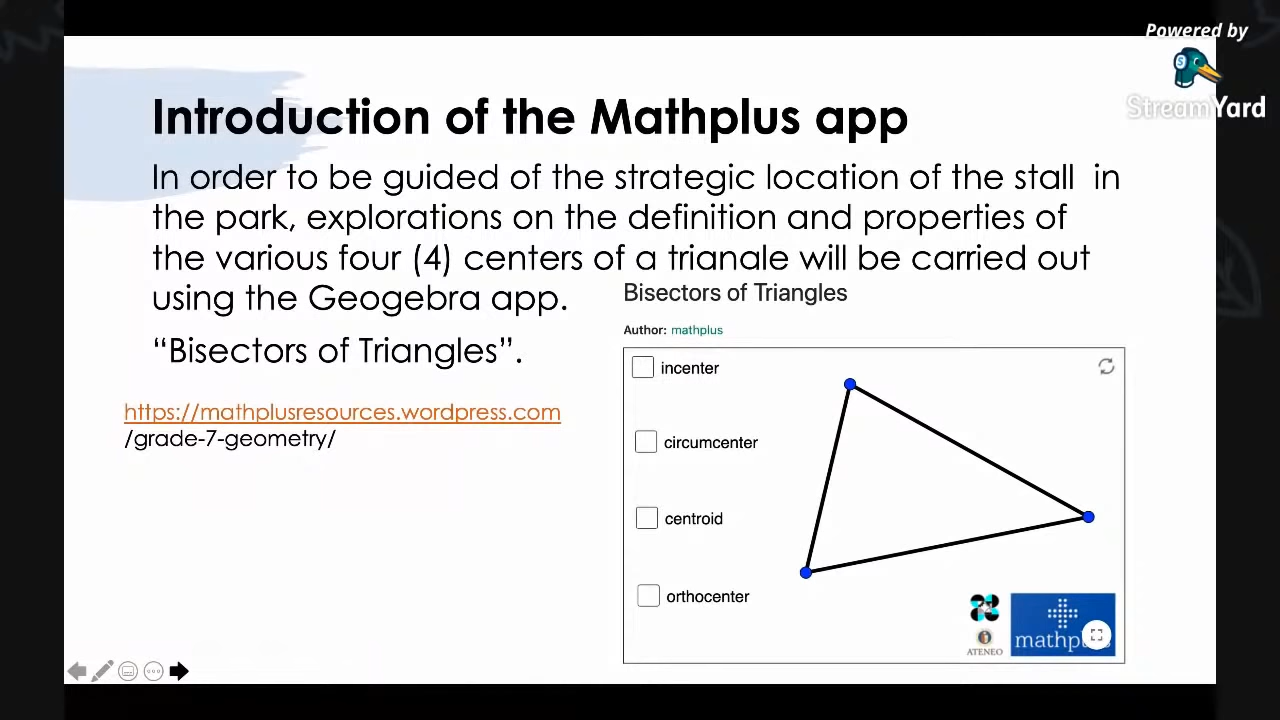 Powered by
StreamYard
Introduction of the Mathplus app
In order to be guided of the strategic location of the stall in
the park, explorations on the definition and properties of
the various four (4) centers of a triangle will be carried out
using the Geogebra app.
"Bisectors of Triangles".
https://mathplusresources.wordpress.com
/grade-7-geometry/
Bisectors of Triangles
Author: mathplus
incenter
circumcenter
centroid
orthocenter
ATENEO
mathplus